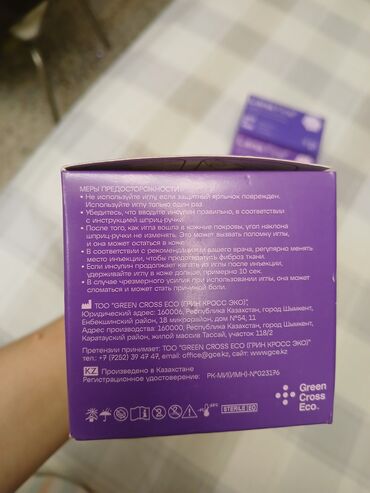 МЕРЫ ПРЕДОСТОРОЖНОСТИ:
• Не используйте иглу, если защитный ярлычок поврежден.
Используйте иглу только один раз
• Убедитесь, что вводите инсулин правильно, в соответствии
с инструкцией шприц-ручки
• После того, как игла вошла в кожные покровы, угол наклона
шприц-ручки не изменять. Это может вызвать поломку иглы,
и она может остаться в коже
• В соответствии с рекомендациями вашего врача, регулярно менять
место инъекции, чтобы предотвратить фиброз ткани.
• Если инсулин продолжает капать из иглы после инъекции,
удерживайте иглу в коже дольше, примерно 10 сек.
• В случае чрезмерного усилия при использовании иглы, она может
сломаться и может стать причиной боли.
ТОО "GREEN CROSS ECO (ГРИН КРОСС ЭКО)",
Юридический адрес: 160006, Республика Казахстан, город Шымкент,
Енбекшинский район, 18 микрорайон, дом N°54, 11
Адрес производства: 160000, Республика Казахстан, город Шымкент,
Каратауский район, жилой массив Тассай, участок 118/2
Претензии принимает: ТОО "GREEN CROSS ECO (ГРИН КРОСС ЭКО)"
тел.: +7 (7252) 39 47 47, email: office@gce.kz, сайт: www.gce.kz
KZ Произведено в Казахстане
Регистрационное удостоверение: РК-МИ(ИМН)-N°023176
Green
Cross
Eco
STERILE EO